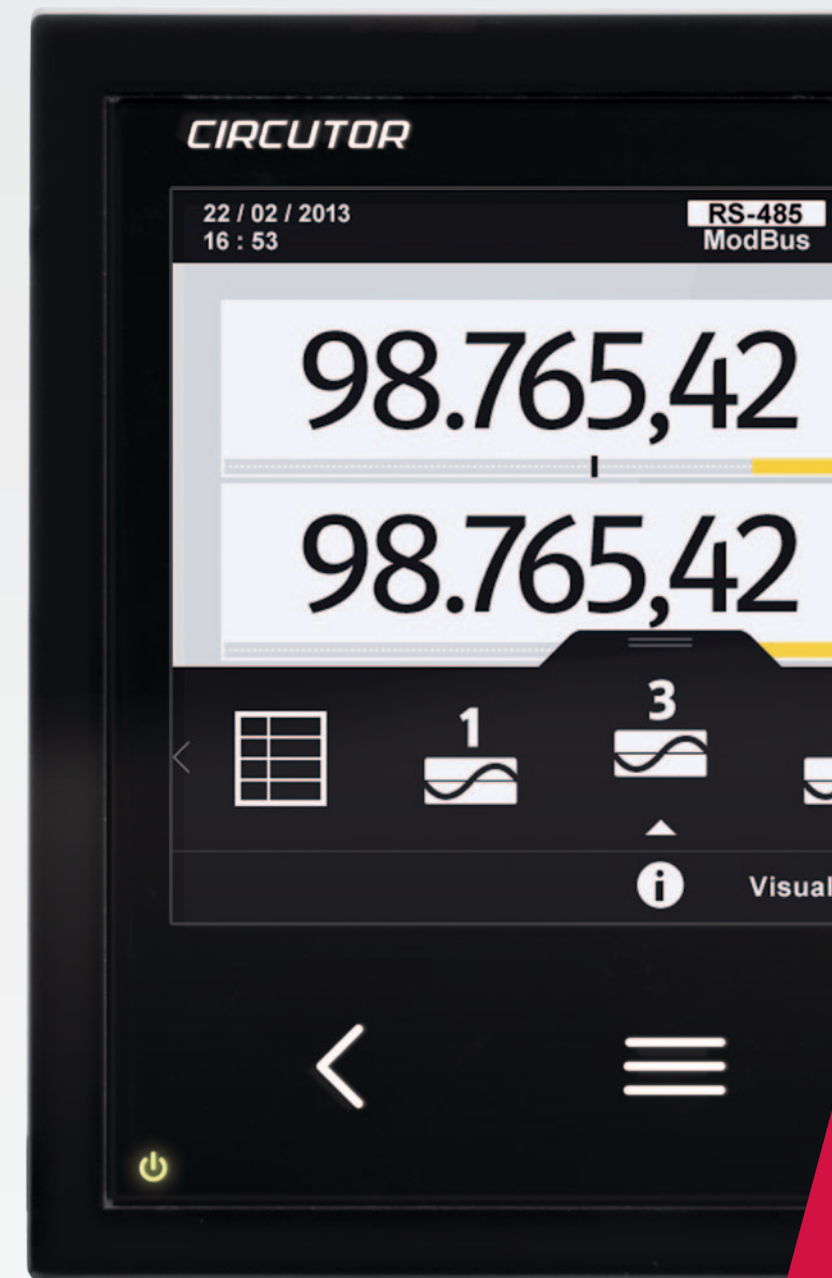 CIRCUTOR
22 / 02 / 2013
RS-485
16 : 53
ModBus
98.765,42
98.765,42
1
3
Visual